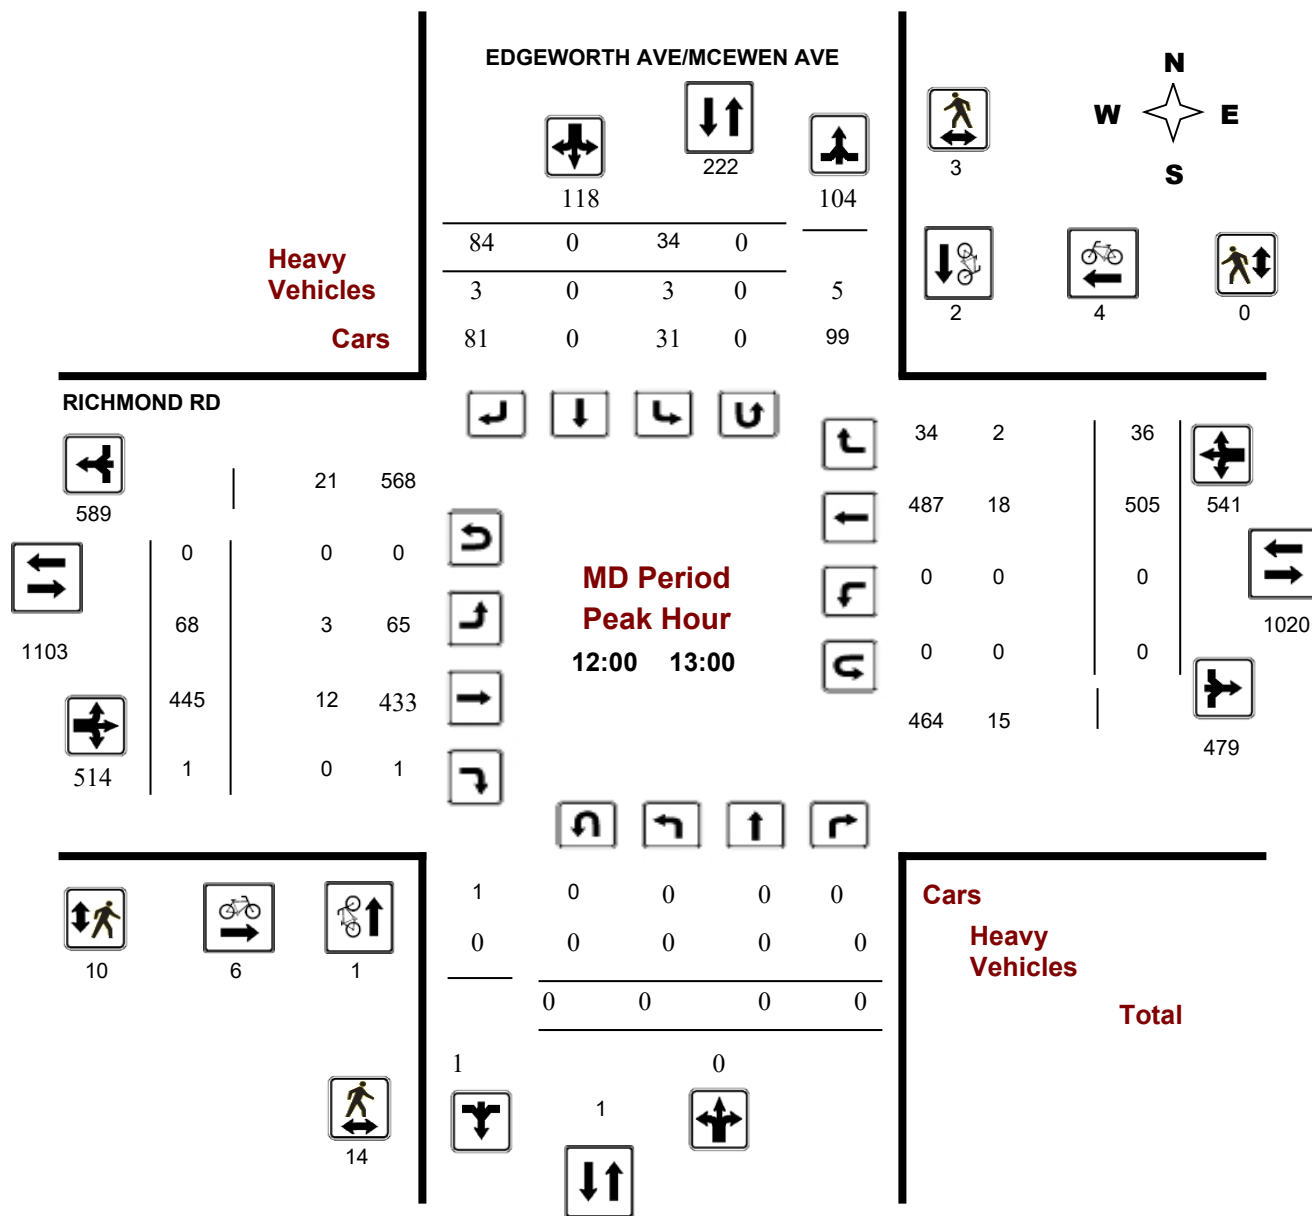 EDGEWORTH AVE/MCEWEN AVE
N
W E
S
222
3
118
104
84 0 34 0
Heavy
Vehicles
3 0 3 0 5
2 4 0
Cars
81 0 31 0 99
RICHMOND RD
34 2 36
21 568
589
487 18 505 541
0 0 0
MD Period
0 0 0
Peak Hour
68 3 65
1103
1020
12:00 13:00
0 0 0
445 12 433
464 15
479
514
1 0 1
1 0 0 0 0
Cars
0 0 0 0 0
Heavy
Vehicles
10 6 1
0 0 0 0
Total
1 0
1
14